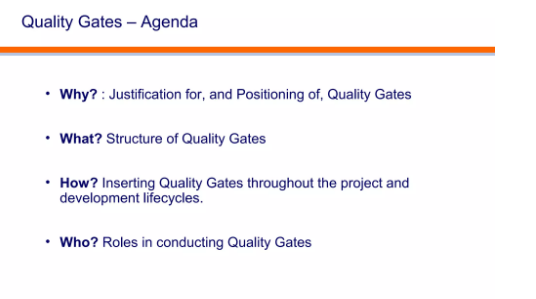 Quality Gates – Agenda
• Why? : Justification for, and Positioning of, Quality Gates
• What? Structure of Quality Gates
• How? Inserting Quality Gates throughout the project and
development lifecycles.
• Who? Roles in conducting Quality Gates